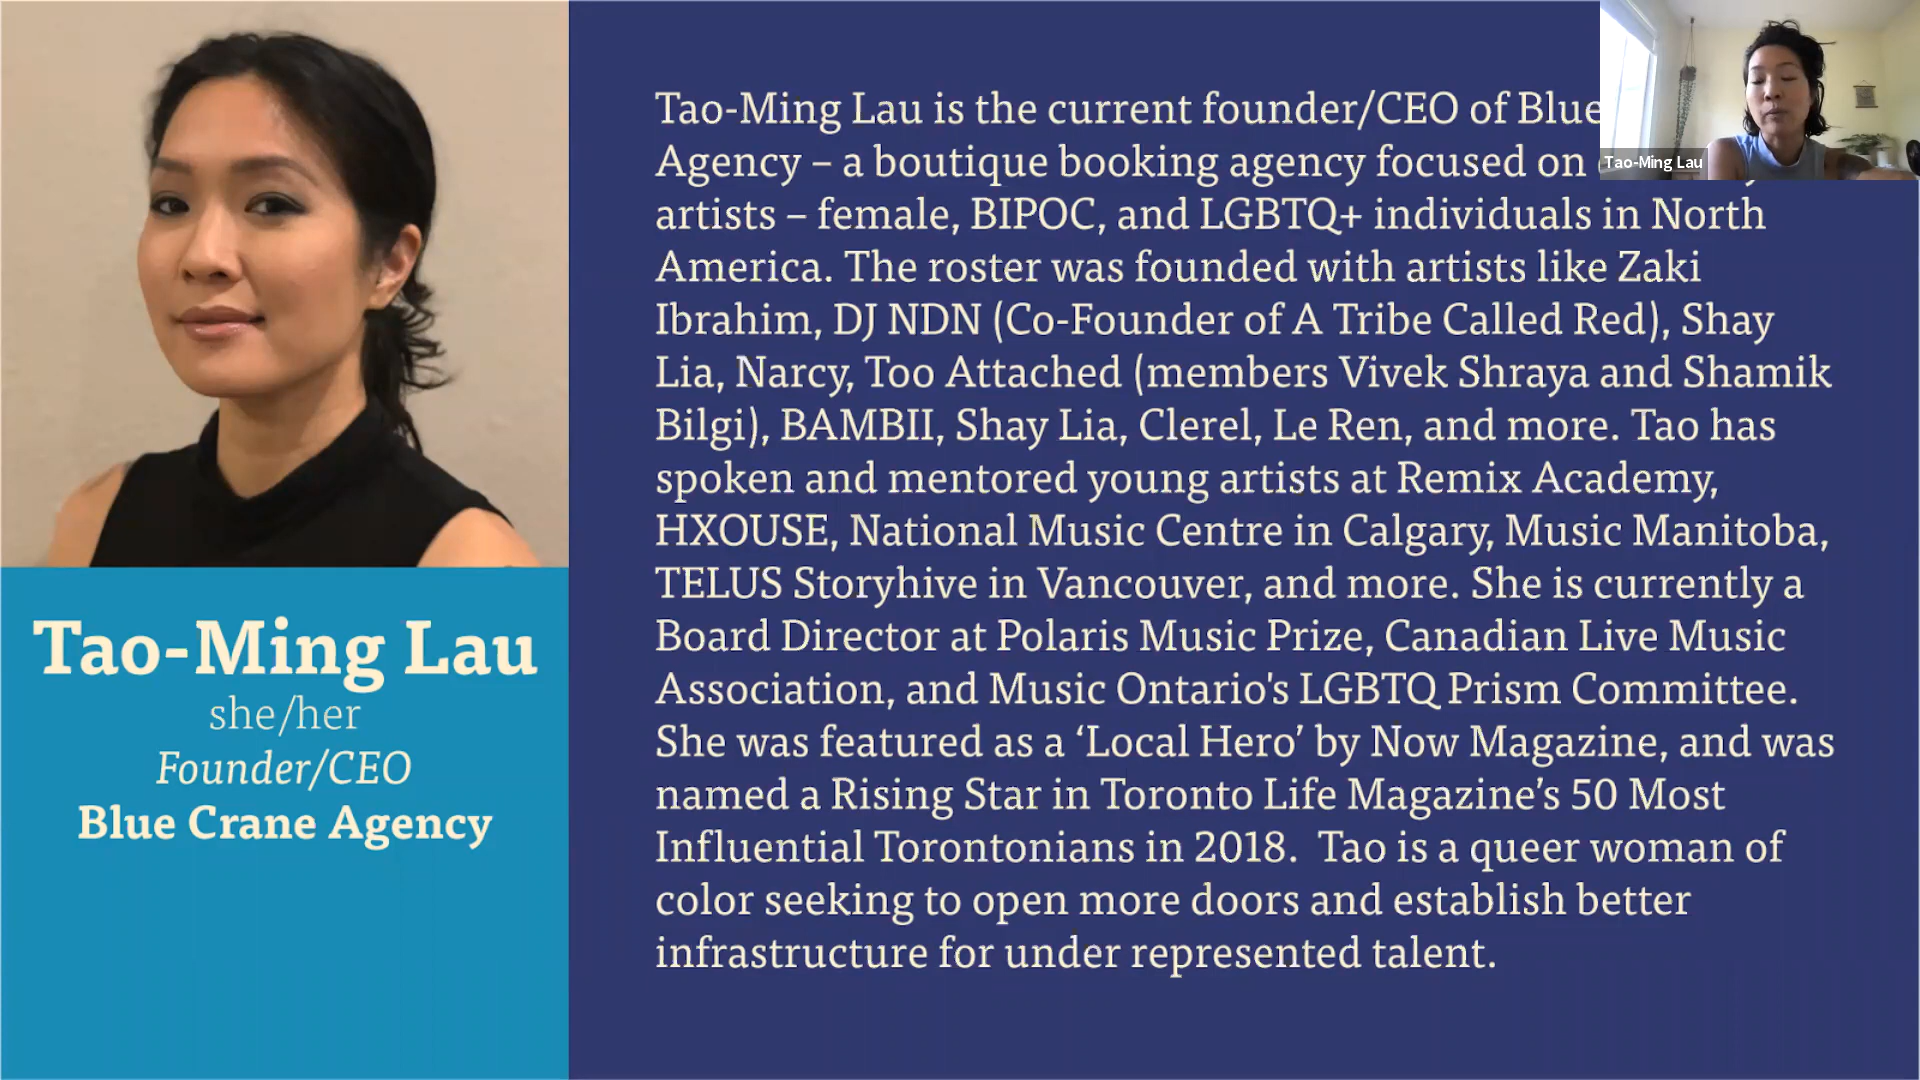 Tao-Ming Lau is the current founder/CEO of Blue
Agency – a boutique booking agency focused on
artists – female, BIPOC, and LGBTQ+ individuals in North
America. The roster was founded with artists like Zaki
Ibrahim, DJ NDN (Co-Founder of A Tribe Called Red), Shay
Lia, Narcy, Too Attached (members Vivek Shraya and Shamik
Bilgi), BAMBII, Shay Lia, Clerel, Le Ren, and more. Tao has
spoken and mentored young artists at Remix Academy,
HXOUSE, National Music Centre in Calgary, Music Manitoba,
TELUS Storyhive in Vancouver, and more. She is currently a
Board Director at Polaris Music Prize, Canadian Live Music
Association, and Music Ontario's LGBTQ Prism Committee.
She was featured as a ‘Local Hero’ by Now Magazine, and was
named a Rising Star in Toronto Life Magazine’s 50 Most
Influential Torontonians in 2018.  Tao is a queer woman of
color seeking to open more doors and establish better
infrastructure for under represented talent.
Tao-Ming Lau
she/her
Founder/CEO
Blue Crane Agency
Tao-Ming Lau